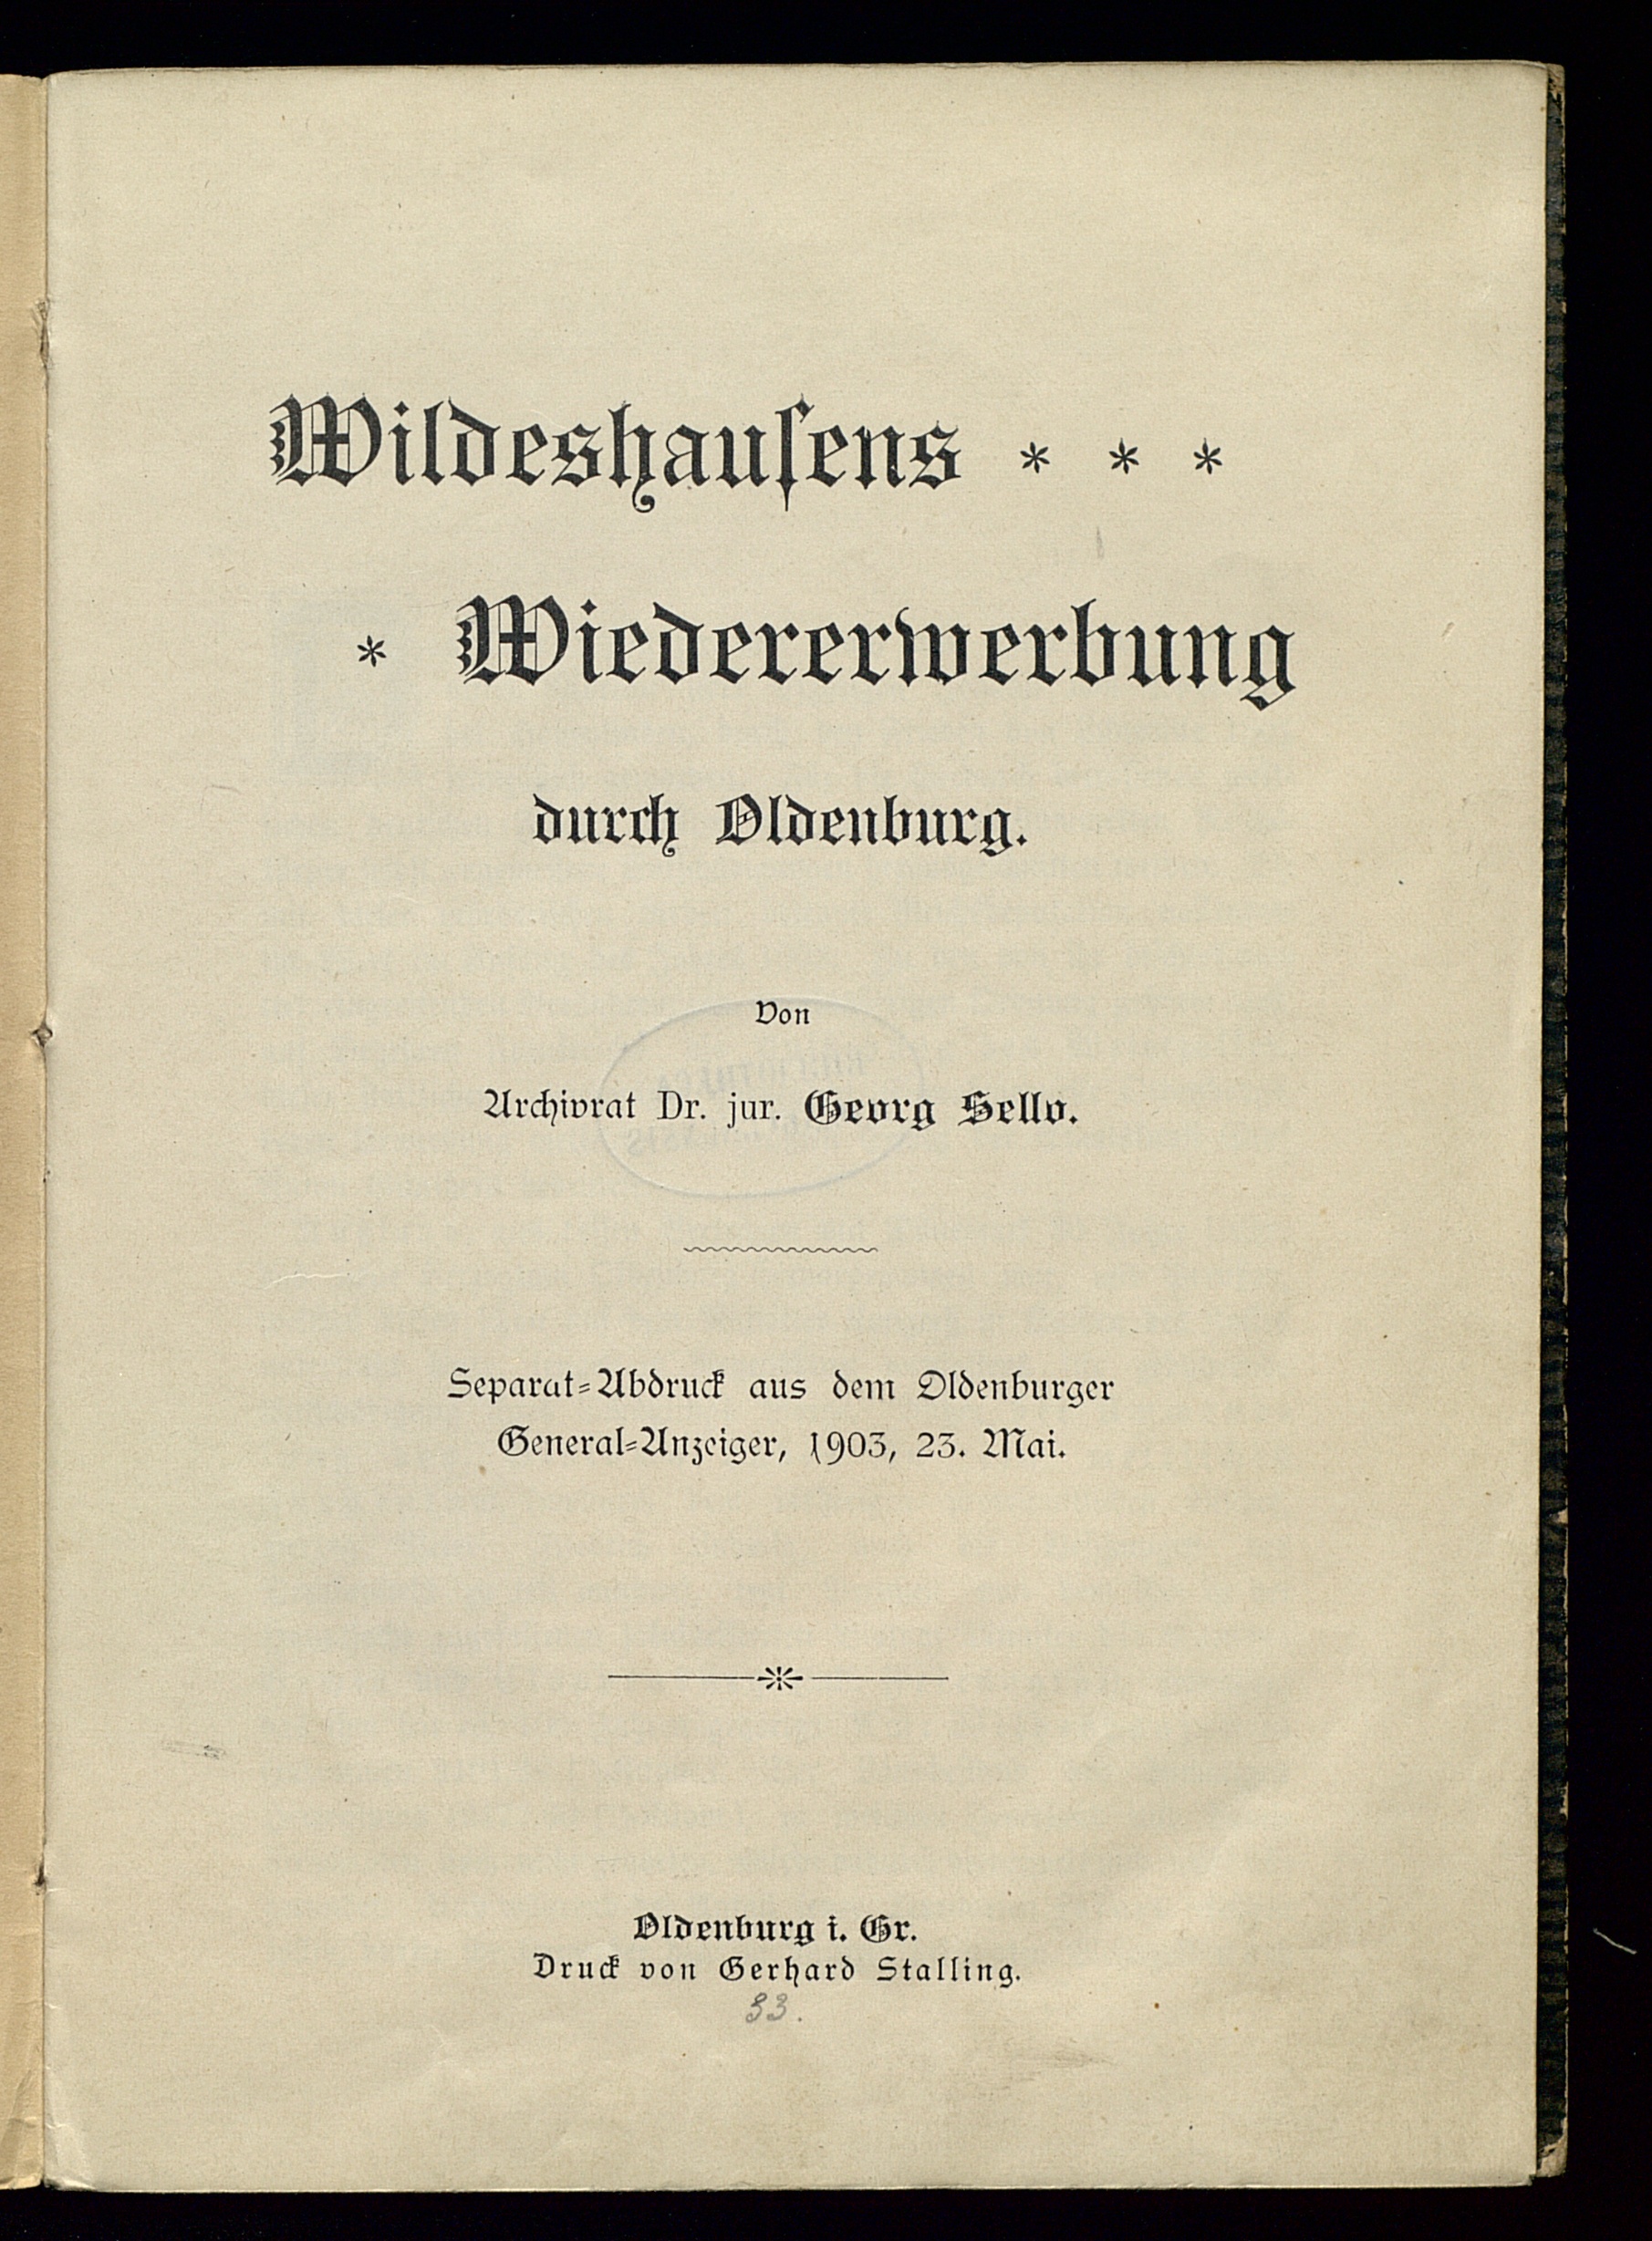 Wildeshauſens * * *
* Wiedererwerbung
durch Oldenburg.
Von
Archivrat Dr. jur. Georg Sello.
Separat=Abdruck aus dem Oldenburger
General=Anzeiger, 1903, 23. Mai.
Oldenburg i. Gr.
Druck von Gerhard Stalling.
33.